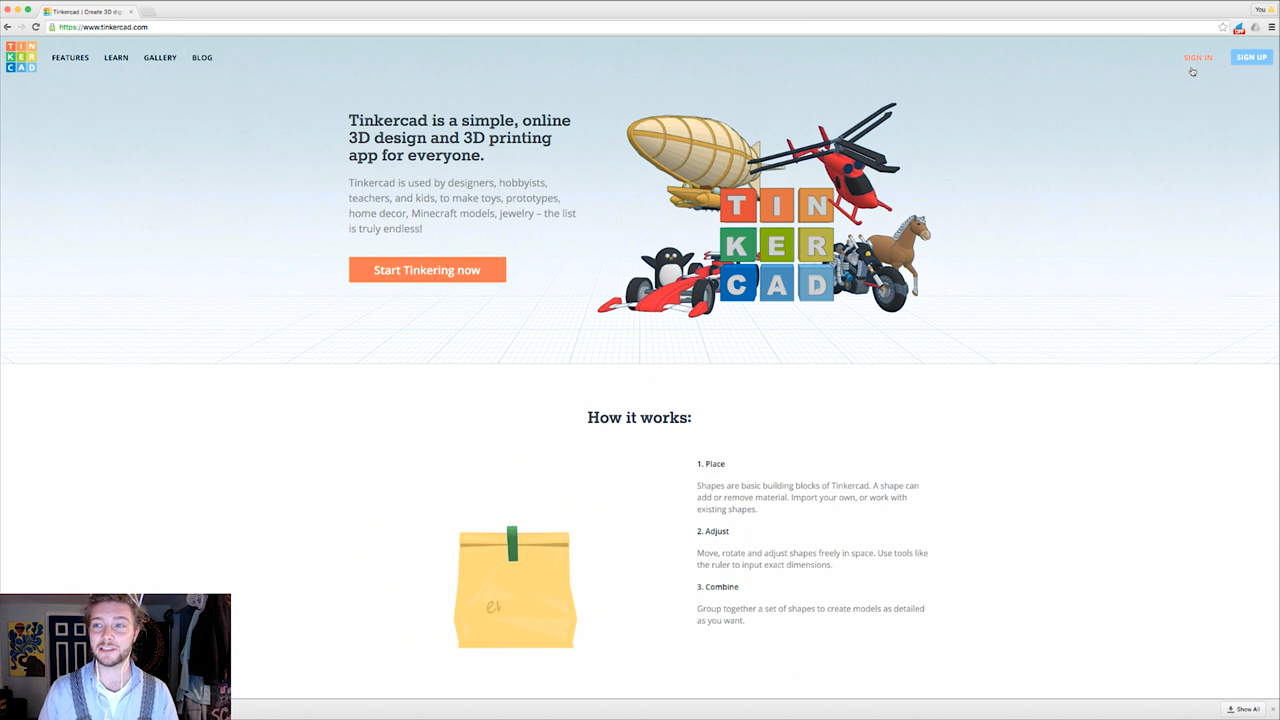 Tinkercad | Create 3D dig
You
https://www.tinkercad.com
OFF
TIN
KER
CAD
FEATURES
LEARN
GALLERY
BLOG
SIGN IN
SIGN UP
Tinkercad is a simple, online
3D design and 3D printing
app for everyone.
Tinkercad is used by designers, hobbyists,
teachers, and kids, to make toys, prototypes,
home decor, Minecraft models, jewelry – the list
is truly endless!
Start Tinkering now
TIN
KER
CAD
How it works:
1. Place
Shapes are basic building blocks of Tinkercad. A shape can
add or remove material. Import your own, or work with
existing shapes.
2. Adjust
Move, rotate and adjust shapes freely in space. Use tools like
the ruler to input exact dimensions.
3. Combine
Group together a set of shapes to create models as detailed
as you want.
Show All